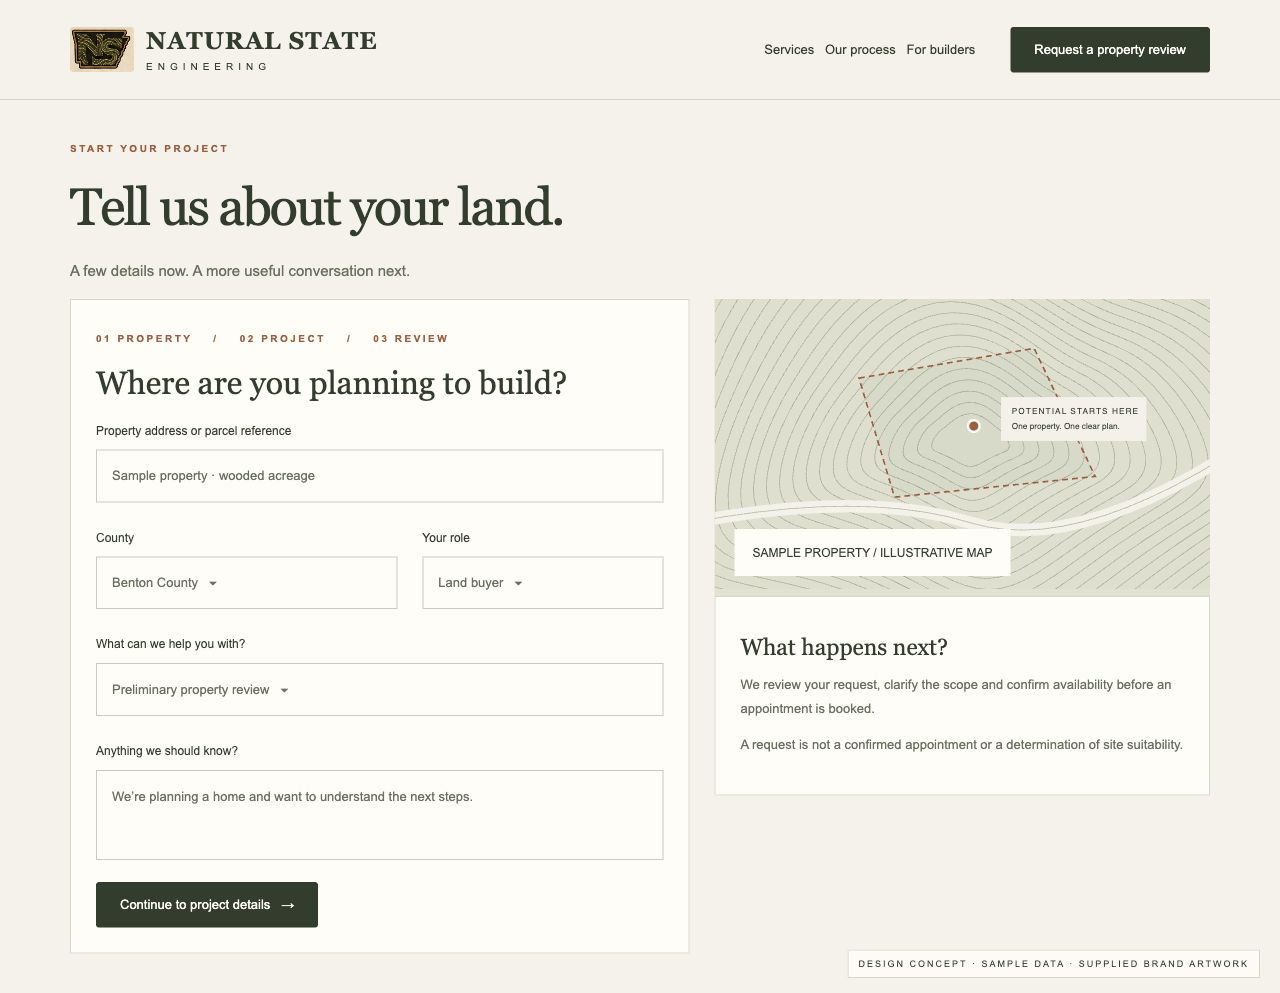 NS
NATURAL STATE
ENGINEERING
Services
Our process
For builders
Request a property review
START YOUR PROJECT
Tell us about your land.
A few details now. A more useful conversation next.
01 PROPERTY / 02 PROJECT / 03 REVIEW
Where are you planning to build?
Property address or parcel reference
Sample property · wooded acreage
County
Benton County
Your role
Land buyer
What can we help you with?
Preliminary property review
Anything we should know?
We’re planning a home and want to understand the next steps.
Continue to project details →
POTENTIAL STARTS HERE
One property. One clear plan.
SAMPLE PROPERTY / ILLUSTRATIVE MAP
What happens next?
We review your request, clarify the scope and confirm availability before an
appointment is booked.
A request is not a confirmed appointment or a determination of site suitability.
DESIGN CONCEPT · SAMPLE DATA · SUPPLIED BRAND ARTWORK